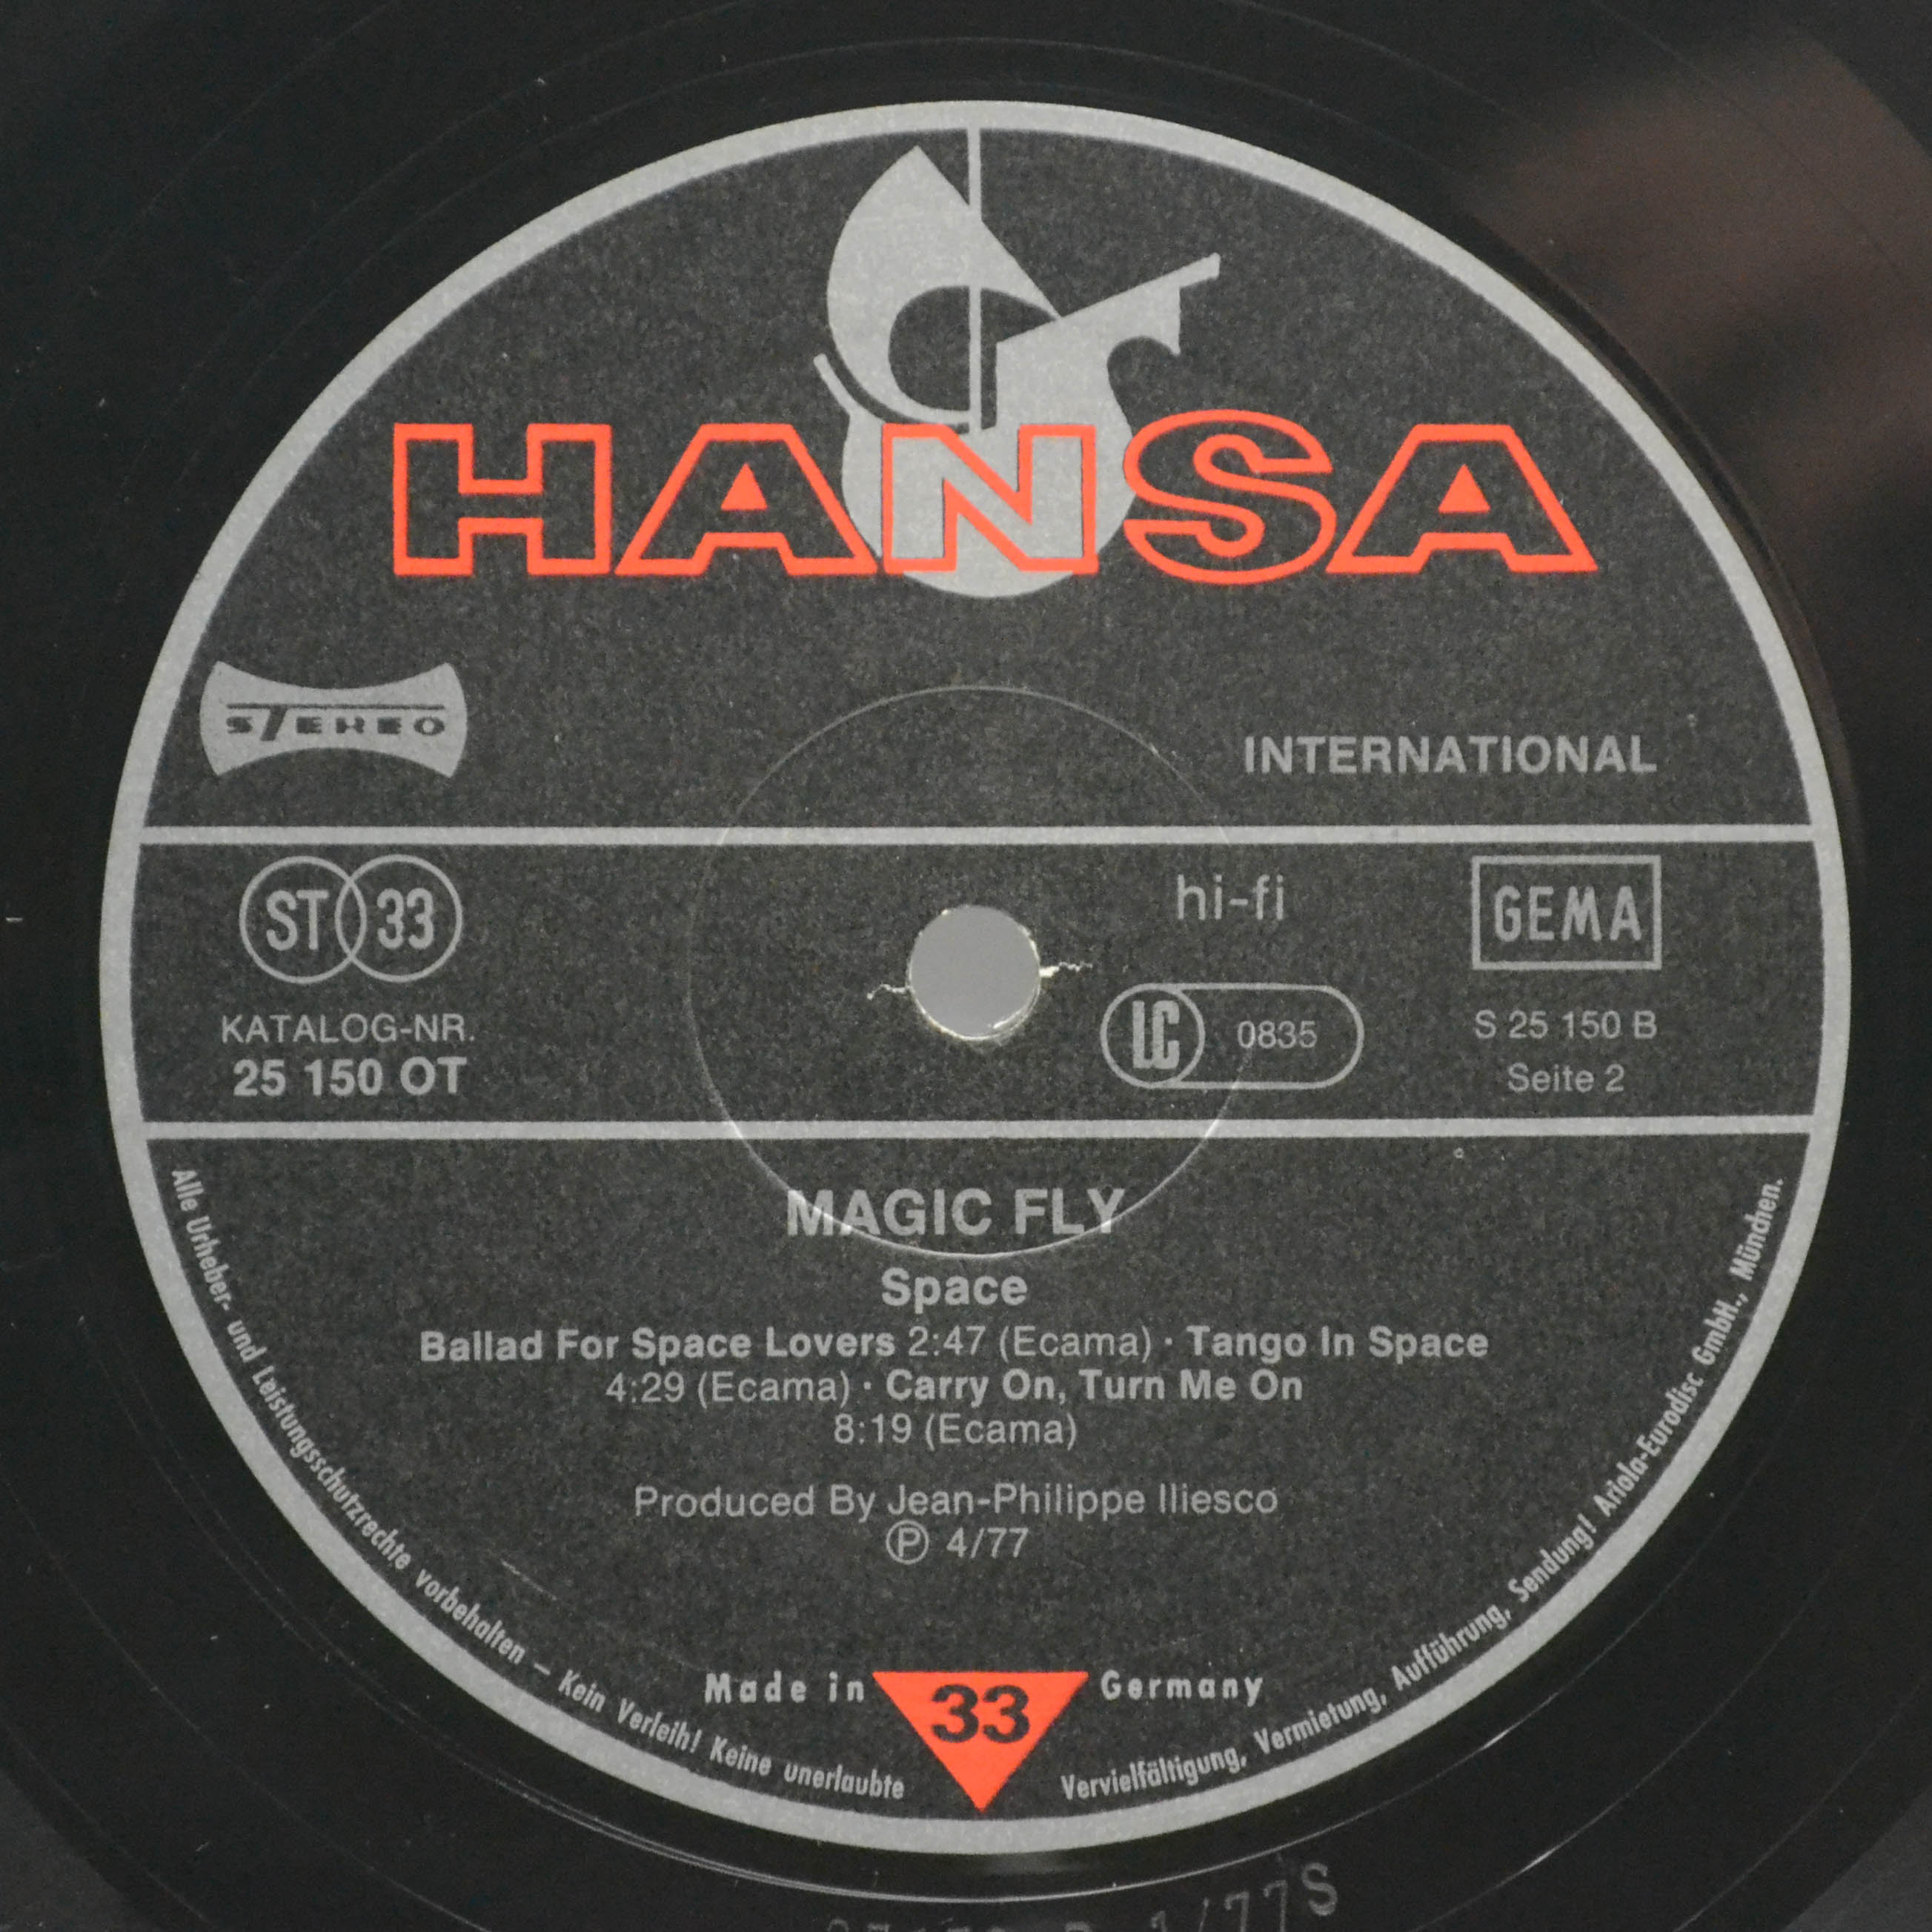 HANSA
STEREO
INTERNATIONAL
ST 33
hi-fi
GEMA
KATALOG-NR.
25 150 OT
LC 0835
S 25 150 B
Seite 2
MAGIC FLY
Space
Ballad For Space Lovers 2:47 (Ecama) · Tango In Space
4:29 (Ecama) · Carry On, Turn Me On
8:19 (Ecama)
Produced By Jean-Philippe Iliesco
Ⓟ 4/77
Made in 33 Germany
Alle Urheber- und Leistungsschutzrechte vorbehalten – Kein Verleih! Keine unerlaubte Vervielfältigung, Vermietung, Aufführung, Sendung! Ariola-Eurodisc GmbH., München.